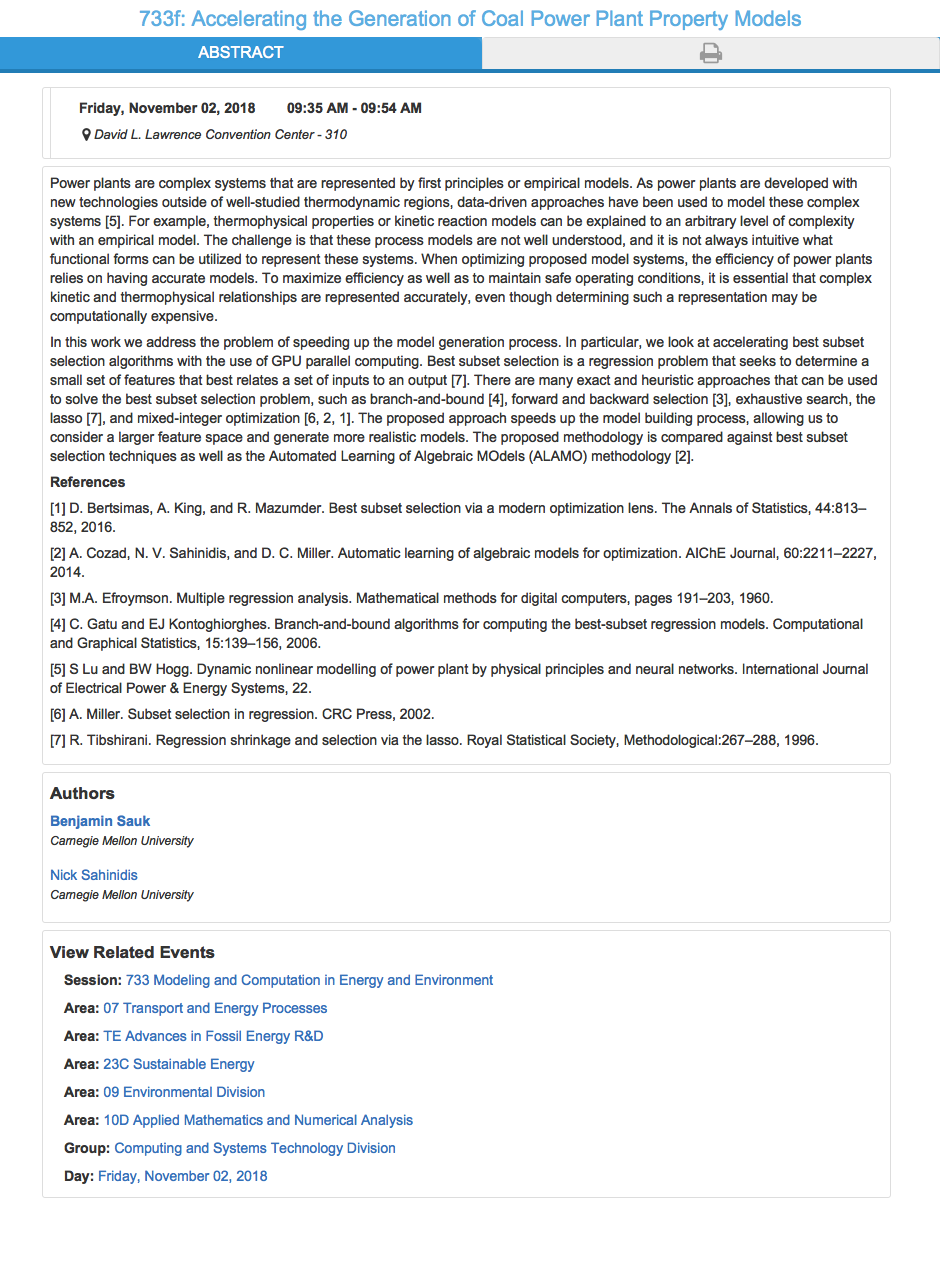 733f: Accelerating the Generation of Coal Power Plant Property Models
ABSTRACT
Friday, November 02, 2018 09:35 AM - 09:54 AM
David L. Lawrence Convention Center - 310
Power plants are complex systems that are represented by first principles or empirical models. As power plants are developed with
new technologies outside of well-studied thermodynamic regions, data-driven approaches have been used to model these complex
systems [5]. For example, thermophysical properties or kinetic reaction models can be explained to an arbitrary level of complexity
with an empirical model. The challenge is that these process models are not well understood, and it is not always intuitive what
functional forms can be utilized to represent these systems. When optimizing proposed model systems, the efficiency of power plants
relies on having accurate models. To maximize efficiency as well as to maintain safe operating conditions, it is essential that complex
kinetic and thermophysical relationships are represented accurately, even though determining such a representation may be
computationally expensive.
In this work we address the problem of speeding up the model generation process. In particular, we look at accelerating best subset
selection algorithms with the use of GPU parallel computing. Best subset selection is a regression problem that seeks to determine a
small set of features that best relates a set of inputs to an output [7]. There are many exact and heuristic approaches that can be used
to solve the best subset selection problem, such as branch-and-bound [4], forward and backward selection [3], exhaustive search, the
lasso [7], and mixed-integer optimization [6, 2, 1]. The proposed approach speeds up the model building process, allowing us to
consider a larger feature space and generate more realistic models. The proposed methodology is compared against best subset
selection techniques as well as the Automated Learning of Algebraic MOdels (ALAMO) methodology [2].
References
[1] D. Bertsimas, A. King, and R. Mazumder. Best subset selection via a modern optimization lens. The Annals of Statistics, 44:813–
852, 2016.
[2] A. Cozad, N. V. Sahinidis, and D. C. Miller. Automatic learning of algebraic models for optimization. AIChE Journal, 60:2211–2227,
2014.
[3] M.A. Efroymson. Multiple regression analysis. Mathematical methods for digital computers, pages 191–203, 1960.
[4] C. Gatu and EJ Kontoghiorghes. Branch-and-bound algorithms for computing the best-subset regression models. Computational
and Graphical Statistics, 15:139–156, 2006.
[5] S Lu and BW Hogg. Dynamic nonlinear modelling of power plant by physical principles and neural networks. International Journal
of Electrical Power & Energy Systems, 22.
[6] A. Miller. Subset selection in regression. CRC Press, 2002.
[7] R. Tibshirani. Regression shrinkage and selection via the lasso. Royal Statistical Society, Methodological:267–288, 1996.
Authors
Benjamin Sauk
Carnegie Mellon University
Nick Sahinidis
Carnegie Mellon University
View Related Events
Session: 733 Modeling and Computation in Energy and Environment
Area: 07 Transport and Energy Processes
Area: TE Advances in Fossil Energy R&D
Area: 23C Sustainable Energy
Area: 09 Environmental Division
Area: 10D Applied Mathematics and Numerical Analysis
Group: Computing and Systems Technology Division
Day: Friday, November 02, 2018